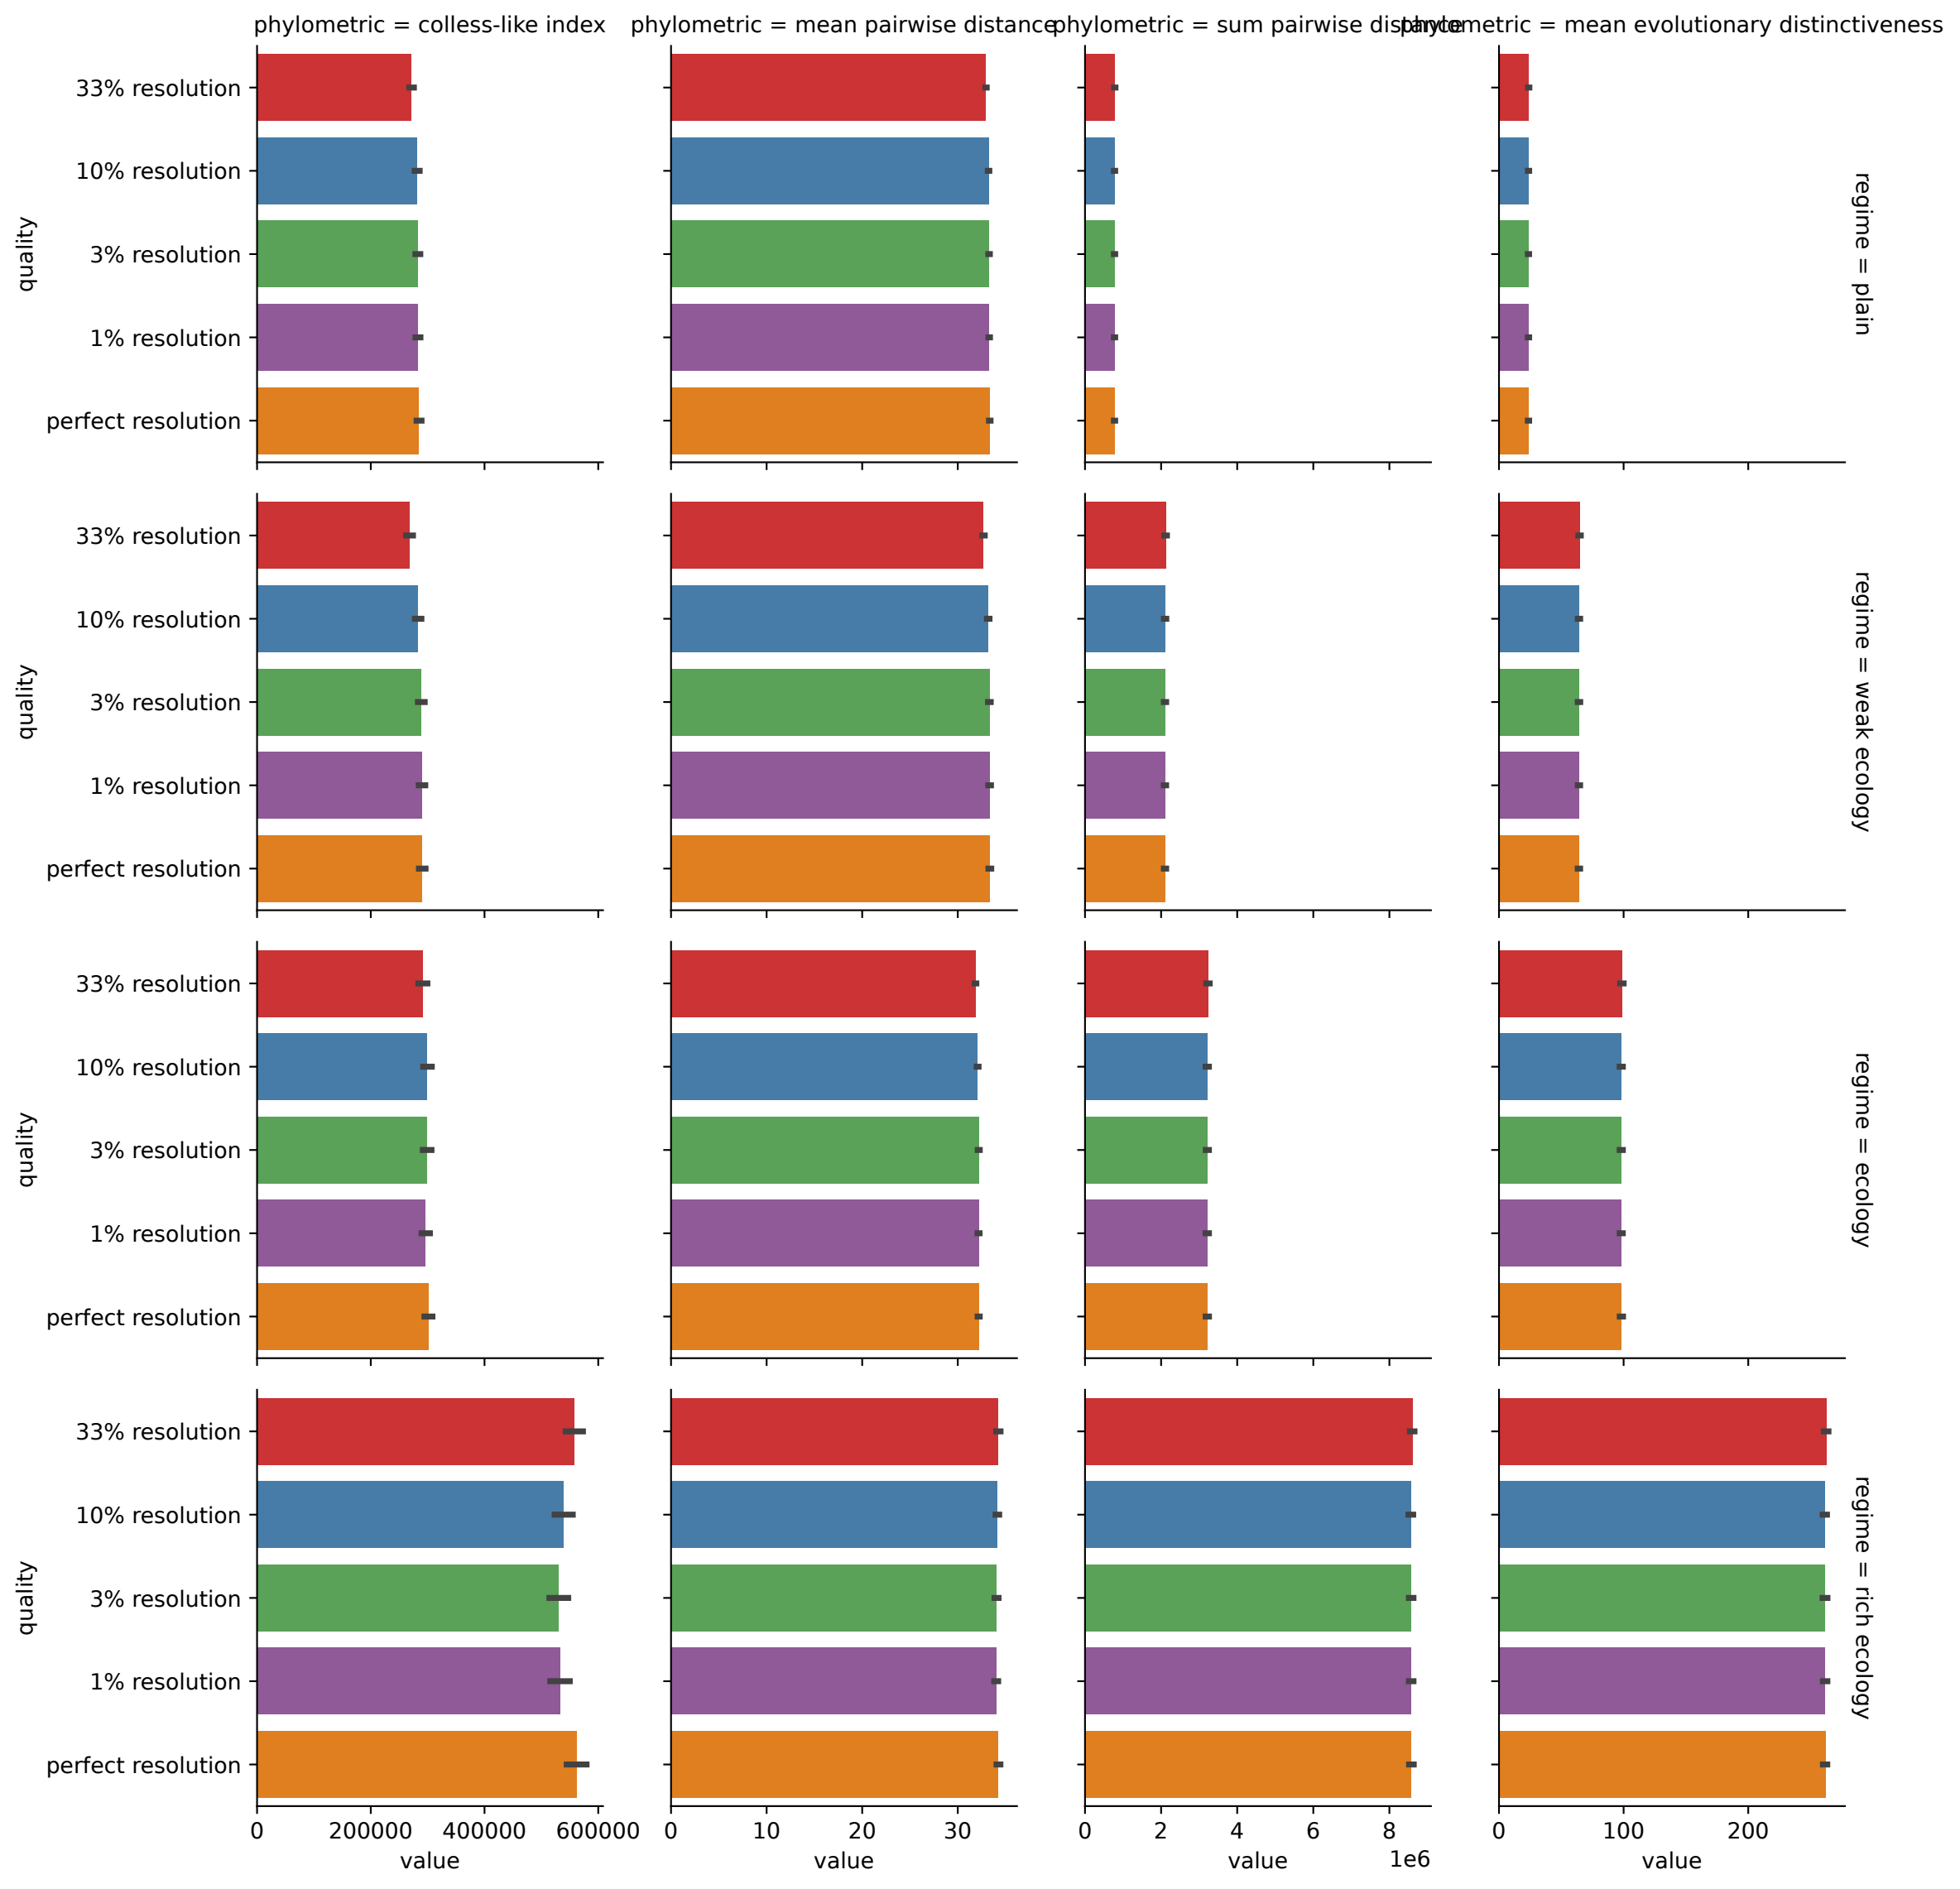 phylometric = colless-like index
phylometric = mean pairwise distance
phylometric = sum pairwise distance
phylometric = mean evolutionary distinctiveness
quality
33% resolution
10% resolution
3% resolution
1% resolution
perfect resolution
regime = plain
quality
33% resolution
10% resolution
3% resolution
1% resolution
perfect resolution
regime = weak ecology
quality
33% resolution
10% resolution
3% resolution
1% resolution
perfect resolution
regime = ecology
quality
33% resolution
10% resolution
3% resolution
1% resolution
perfect resolution
regime = rich ecology
0 200000 400000 600000
value
0 10 20 30
value
0 2 4 6 8
value 1e6
0 100 200
value